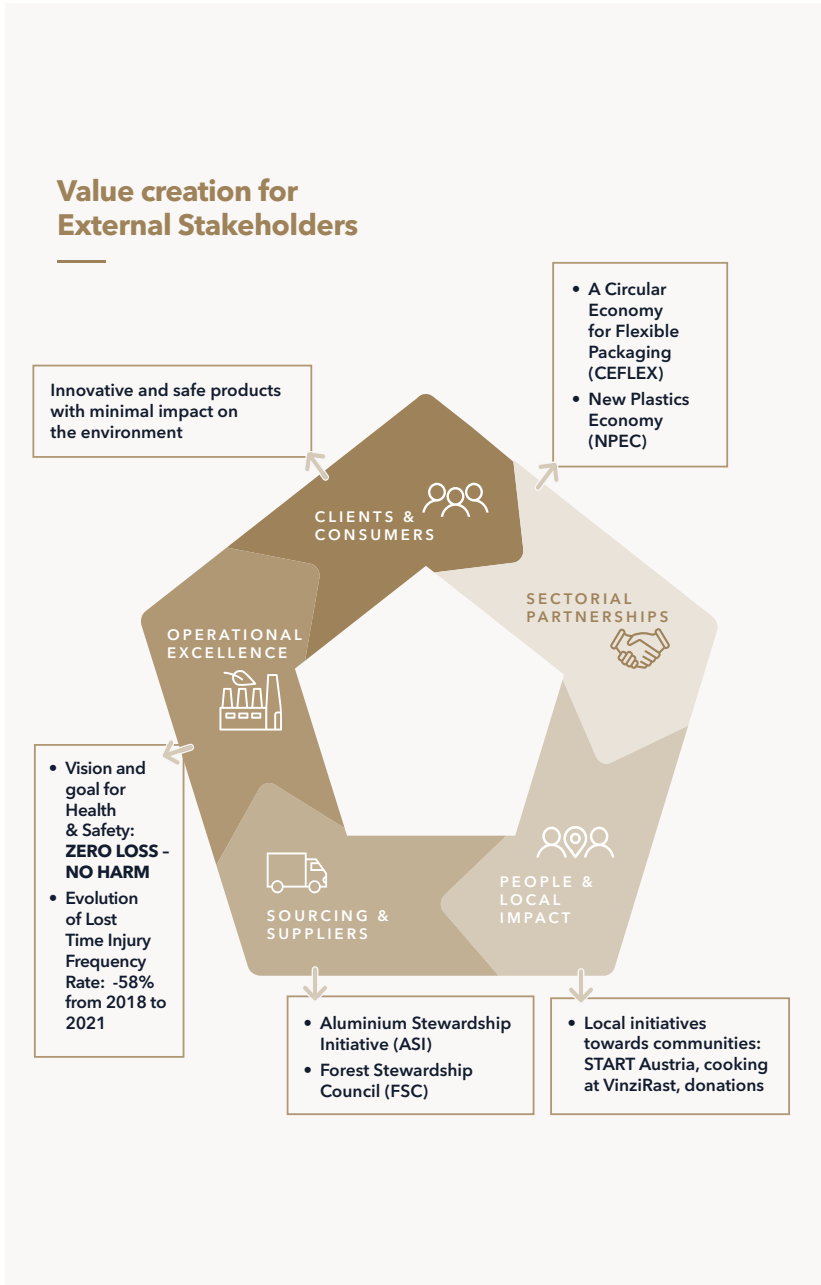 Value creation for
External Stakeholders
• A Circular
Economy
for Flexible
Packaging
(CEFLEX)
• New Plastics
Economy
(NPEC)
Innovative and safe products
with minimal impact on
the environment
CLIENTS &
CONSUMERS
SECTORIAL
PARTNERSHIPS
OPERATIONAL
EXCELLENCE
• Vision and
goal for
Health
& Safety:
ZERO LOSS –
NO HARM
• Evolution
of Lost
Time Injury
Frequency
Rate: -58%
from 2018 to
2021
PEOPLE &
LOCAL
IMPACT
SOURCING &
SUPPLIERS
• Aluminium Stewardship
Initiative (ASI)
• Forest Stewardship
Council (FSC)
• Local initiatives
towards communities:
START Austria, cooking
at VinziRast, donations